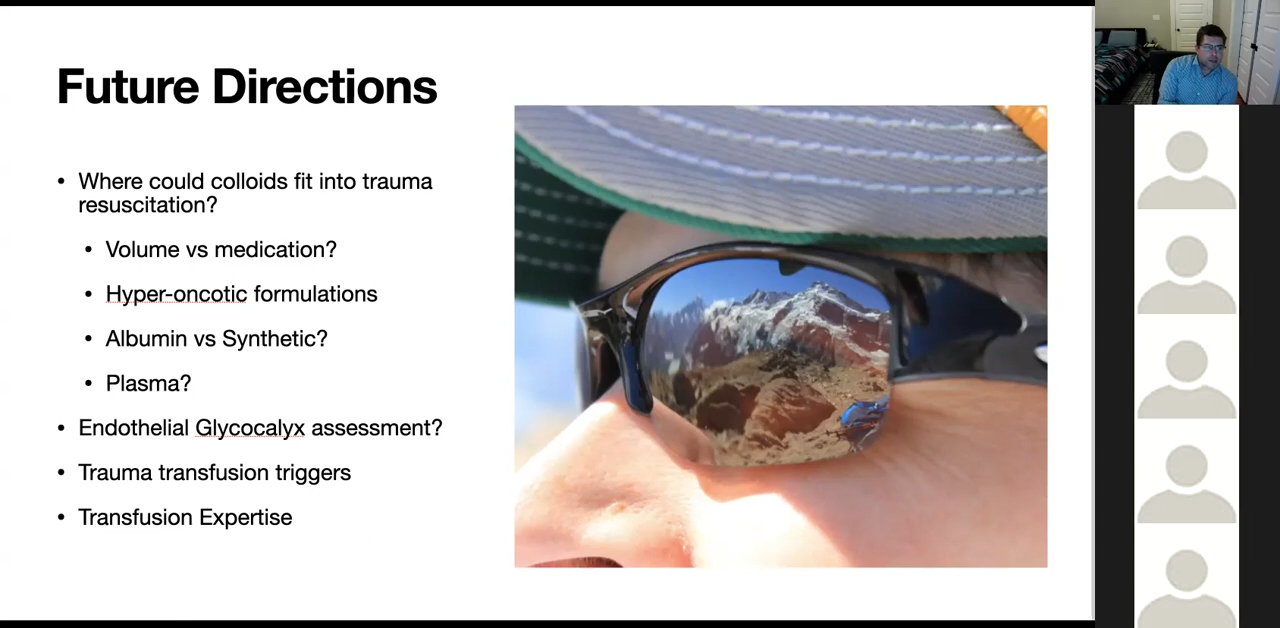 Future Directions
• Where could colloids fit into trauma
resuscitation?
• Volume vs medication?
• Hyper-oncotic formulations
• Albumin vs Synthetic?
• Plasma?
• Endothelial Glycocalyx assessment?
• Trauma transfusion triggers
• Transfusion Expertise